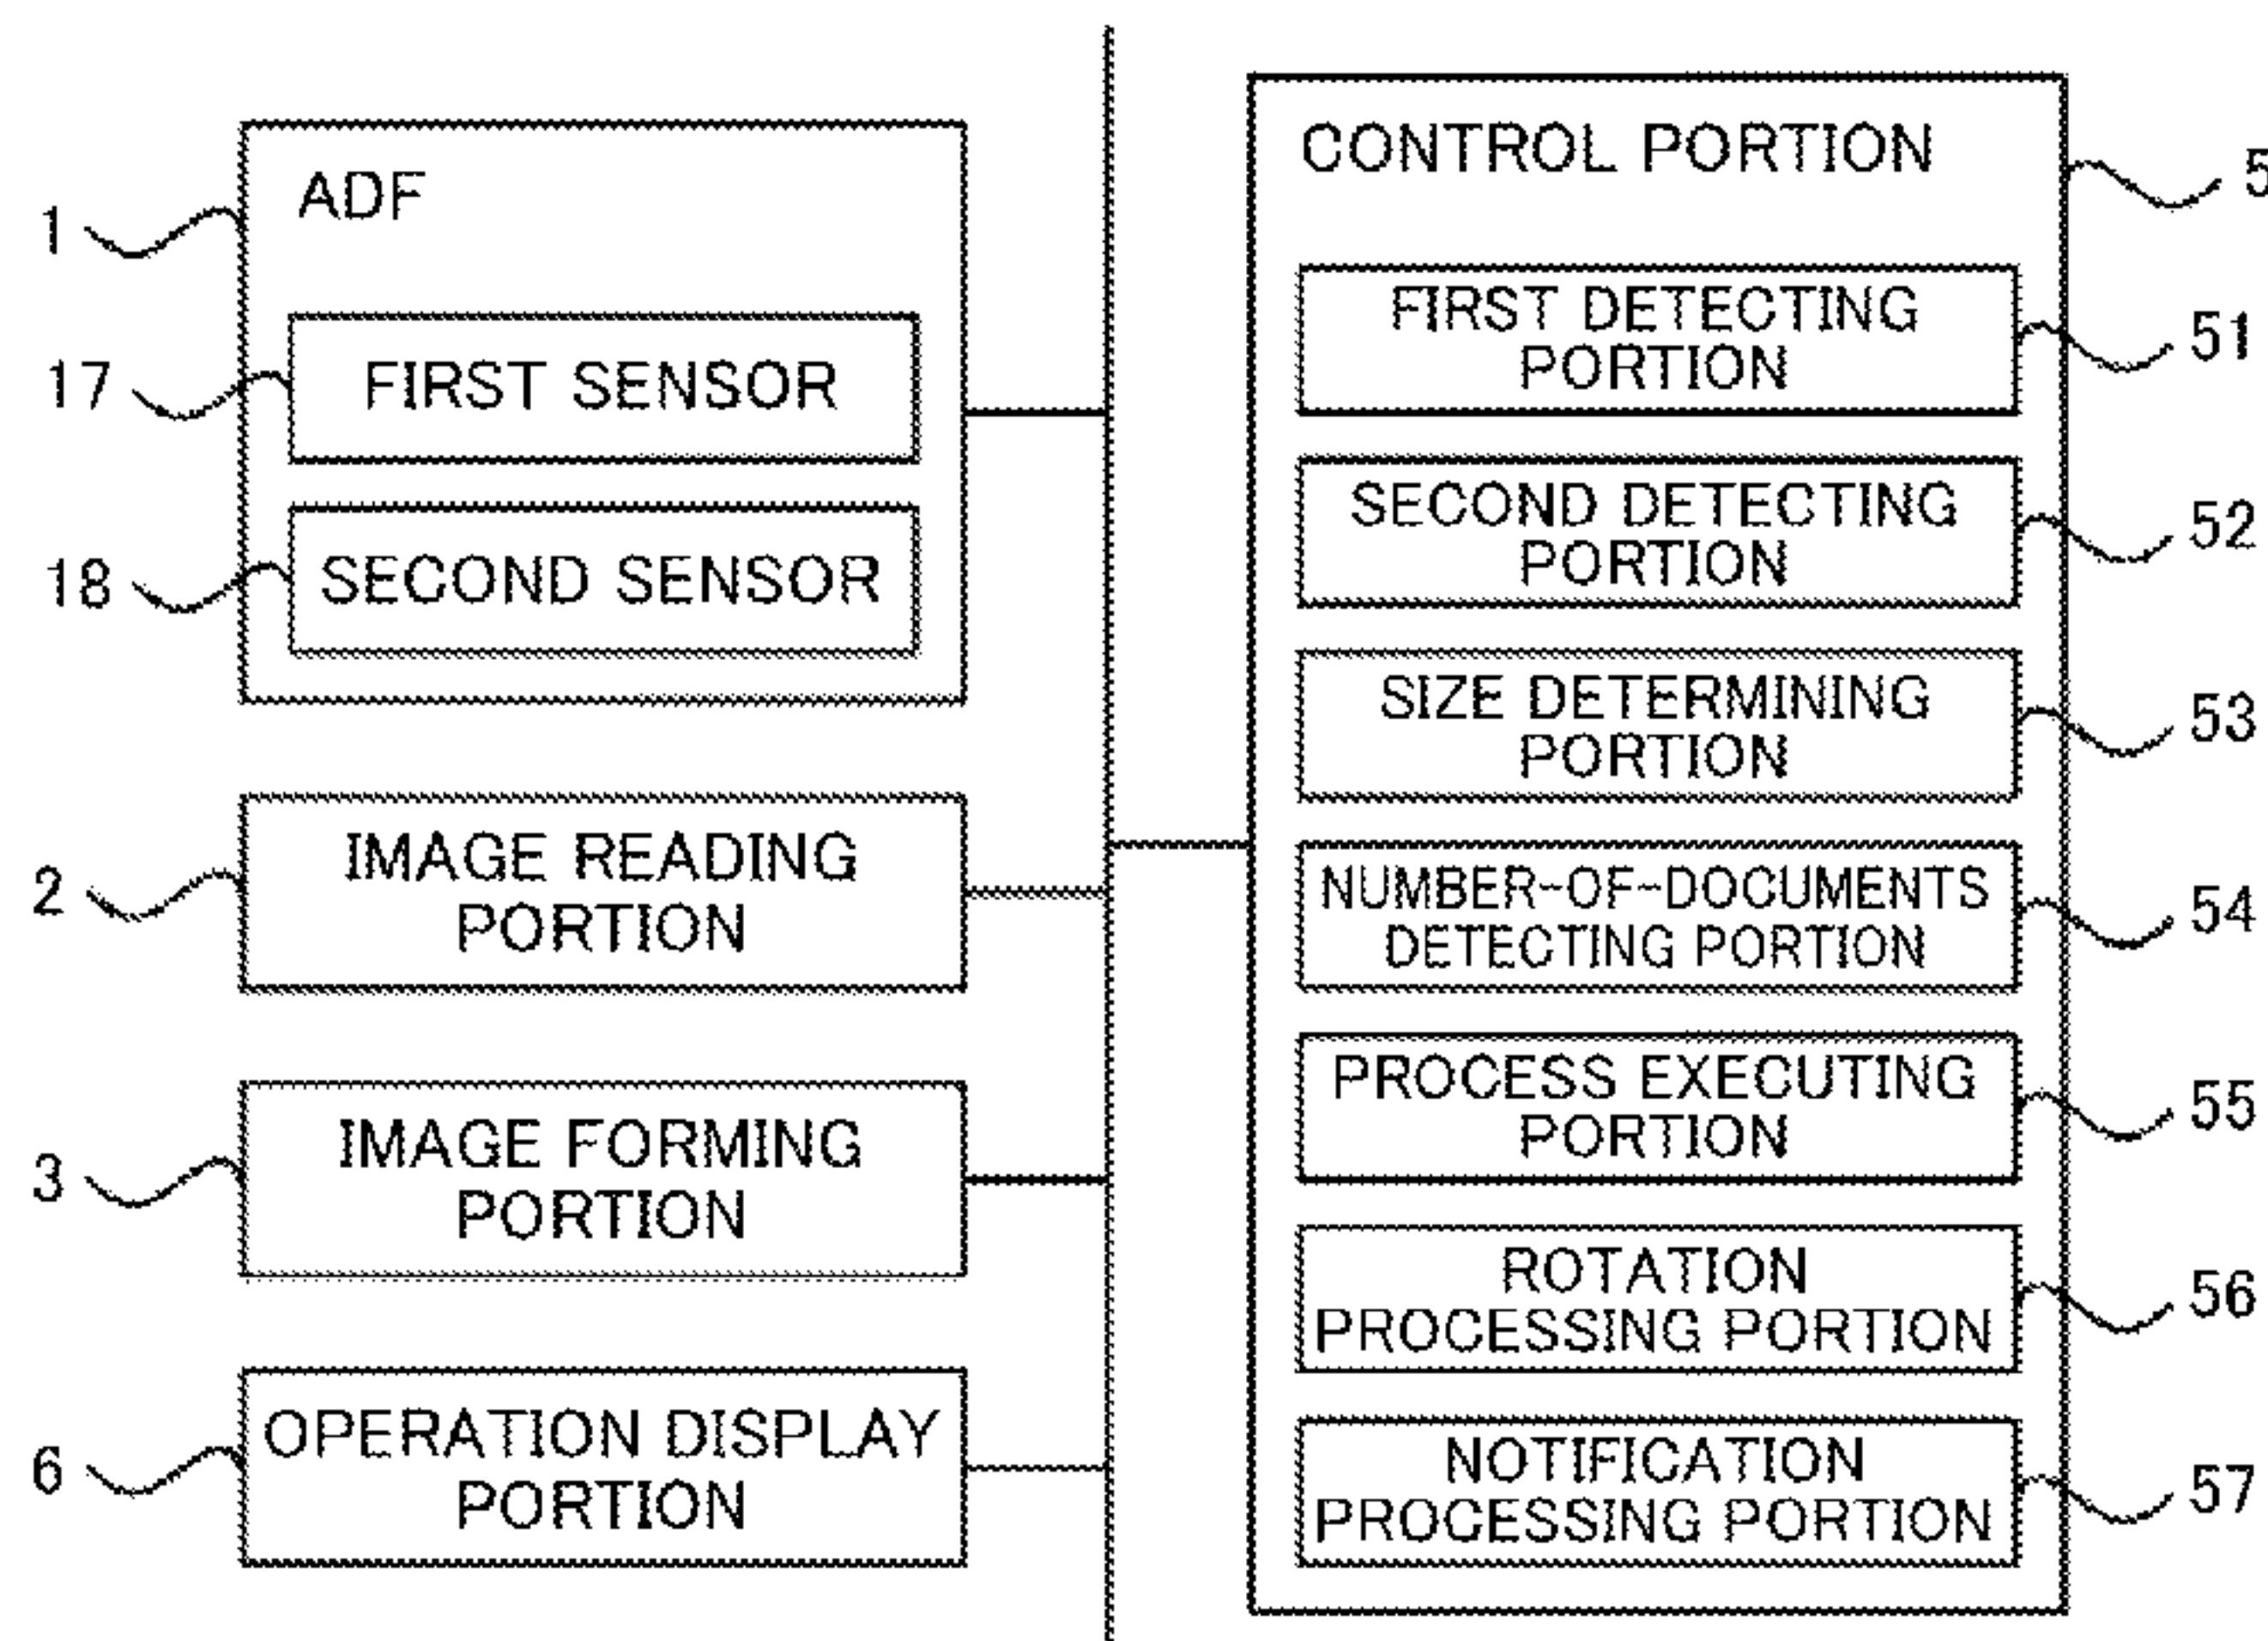 ADF
1
FIRST SENSOR
17
SECOND SENSOR
18
IMAGE READING
PORTION
2
IMAGE FORMING
PORTION
3
OPERATION DISPLAY
PORTION
6
CONTROL PORTION
5
FIRST DETECTING
PORTION
51
SECOND DETECTING
PORTION
52
SIZE DETERMINING
PORTION
53
NUMBER-OF-DOCUMENTS
DETECTING PORTION
54
PROCESS EXECUTING
PORTION
55
ROTATION
PROCESSING PORTION
56
NOTIFICATION
PROCESSING PORTION
57